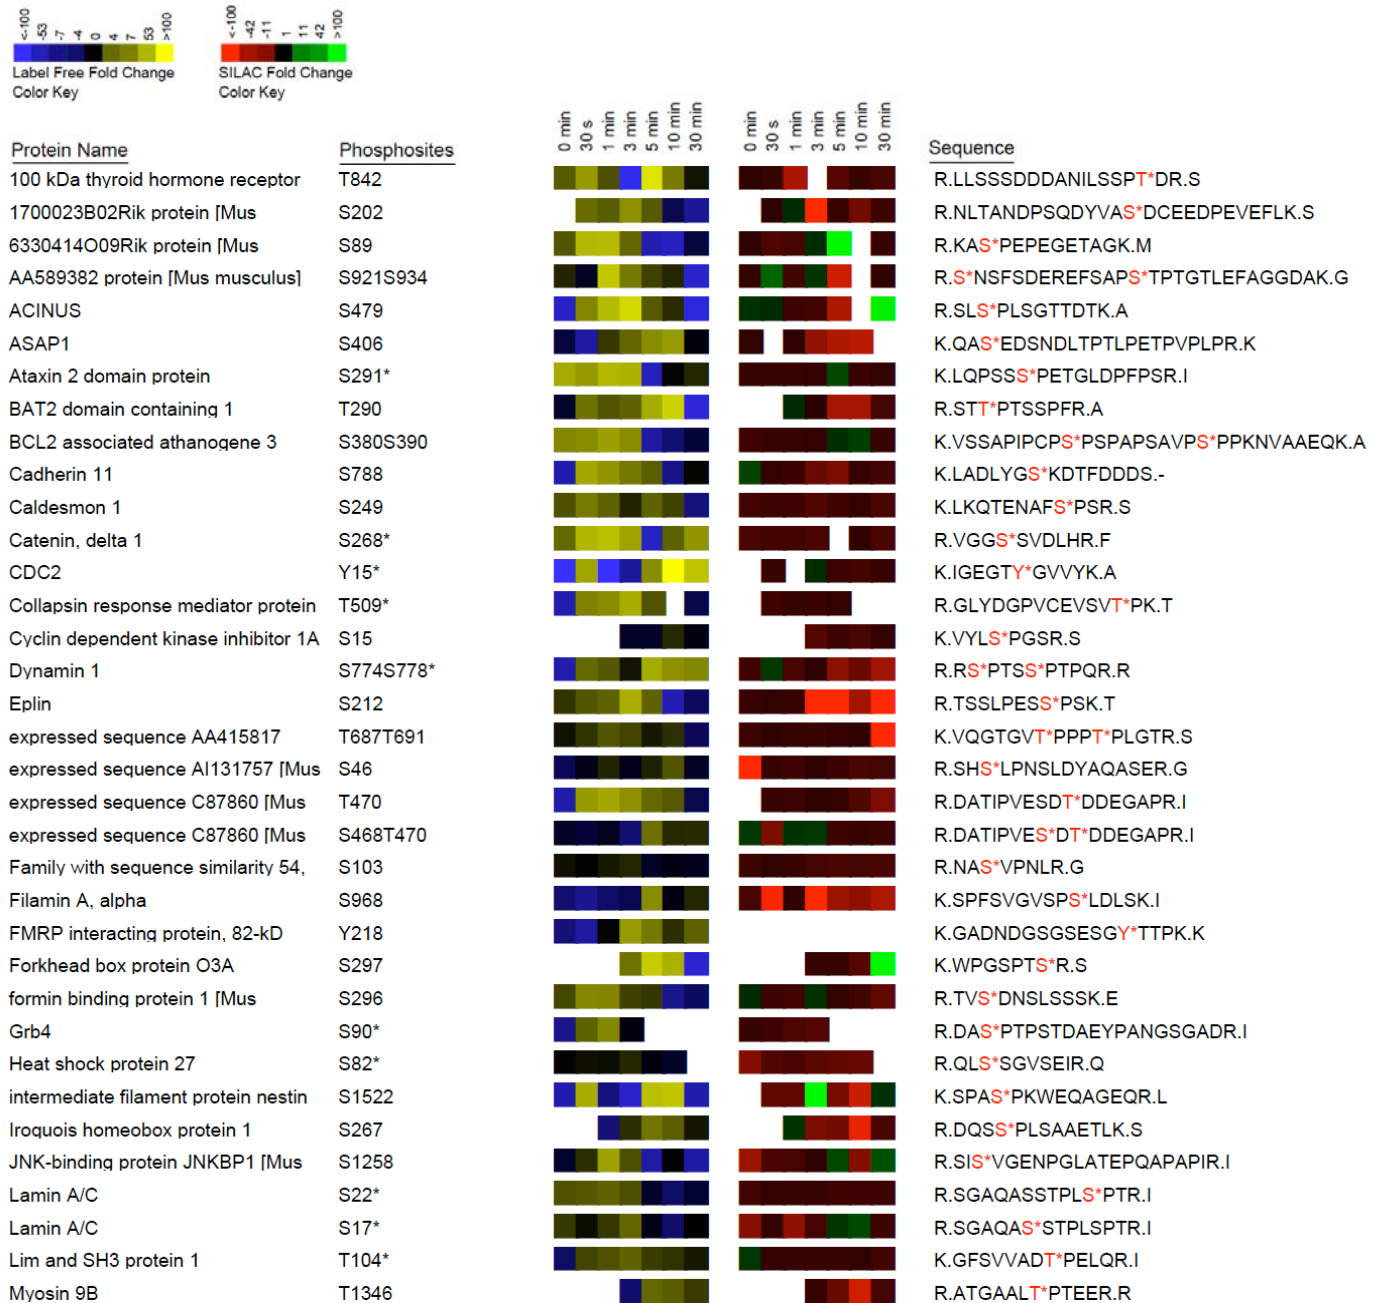 <-100 -53 -7 -4 0 4 7 53 >100
<-100 -42 -11 1 11 42 >100
Label Free Fold Change Color Key
SILAC Fold Change Color Key
0 min 30 s 1 min 3 min 5 min 10 min 30 min 0 min 30 s 1 min 3 min 5 min 10 min 30 min
Protein Name Phosphosites Sequence
100 kDa thyroid hormone receptor T842 R.LLSSSDDDANILSSPT*DR.S
1700023B02Rik protein [Mus S202 R.NLTANDPSQDYVAS*DCEEDPEVEFLK.S
6330414O09Rik protein [Mus S89 R.KAS*PEPEGETAGK.M
AA589382 protein [Mus musculus] S921S934 R.S*NSFSDEREFSAPS*TPTGTLEFAGGDAK.G
ACINUS S479 R.SLS*PLSGTTDTK.A
ASAP1 S406 K.QAS*EDSNDLTPTLPETPVPLPR.K
Ataxin 2 domain protein S291* K.LQPSSS*PETGLDPFPSR.I
BAT2 domain containing 1 T290 R.STT*PTSSPFR.A
BCL2 associated athanogene 3 S380S390 K.VSSAPIPCPS*PSPAPSAVPS*PPKNVAAEQK.A
Cadherin 11 S788 K.LADLYGS*KDTFDDDS.-
Caldesmon 1 S249 K.LKQTENAFS*PSR.S
Catenin, delta 1 S268* R.VGGS*SVDLHR.F
CDC2 Y15* K.IGEGTY*GVVYK.A
Collapsin response mediator protein T509* R.GLYDGPVCEVSVT*PK.T
Cyclin dependent kinase inhibitor 1A S15 K.VYLS*PGSR.S
Dynamin 1 S774S778* R.RS*PTSS*PTPQR.R
Eplin S212 R.TSSLPESS*PSK.T
expressed sequence AA415817 T687T691 K.VQGTGVT*PPPT*PLGTR.S
expressed sequence AI131757 [Mus S46 R.SHS*LPNSLDYAQASER.G
expressed sequence C87860 [Mus T470 R.DATIPVESDT*DDEGAPR.I
expressed sequence C87860 [Mus S468T470 R.DATIPVES*DT*DDEGAPR.I
Family with sequence similarity 54, S103 R.NAS*VPNLR.G
Filamin A, alpha S968 K.SPFSVGVSPS*LDLSK.I
FMRP interacting protein, 82-kD Y218 K.GADNDGSGSESGY*TTPK.K
Forkhead box protein O3A S297 K.WPGSPTS*R.S
formin binding protein 1 [Mus S296 R.TVS*DNSLSSSK.E
Grb4 S90* R.DAS*PTPSTDAEYPANGSGADR.I
Heat shock protein 27 S82* R.QLS*SGVSEIR.Q
intermediate filament protein nestin S1522 K.SPAS*PKWEQAGEQR.L
Iroquois homeobox protein 1 S267 R.DQSS*PLSAAETLK.S
JNK-binding protein JNKBP1 [Mus S1258 R.SIS*VGENPGLATEPQAPAPIR.I
Lamin A/C S22* R.SGAQASSTPLS*PTR.I
Lamin A/C S17* R.SGAQAS*STPLSPTR.I
Lim and SH3 protein 1 T104* K.GFSVVADT*PELQR.I
Myosin 9B T1346 R.ATGAALT*PTEER.R